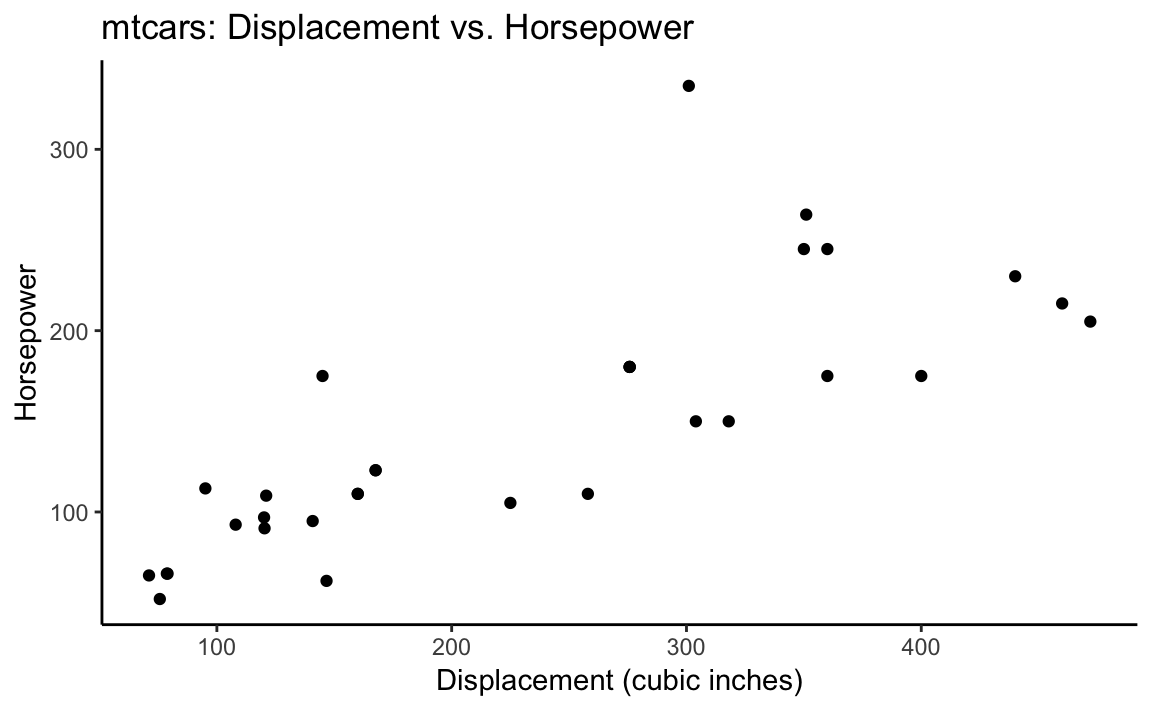 mtcars: Displacement vs. Horsepower
300
200
100
Horsepower
100 200 300 400
Displacement (cubic inches)